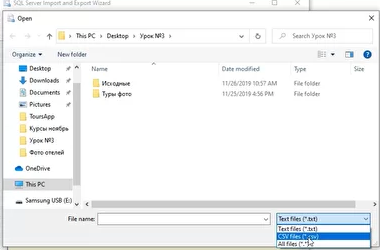 SQL Server Import and Export Wizard
Open
This PC > Desktop > Урок №3 >
Search Урок №3
Organize
New folder
Name
Date modified
Type
Size
Desktop
Downloads
Documents
Pictures
ToursApp
Курсы ноябрь
Урок №3
Фото отелей
OneDrive
This PC
Samsung USB (E:)
Исходные 11/26/2019 10:57 AM File folder
Туры фото 11/25/2019 4:56 PM File folder
File name:
Text files (*.txt)
Text files (*.txt)
CSV files (*.csv)
All files (*.*)